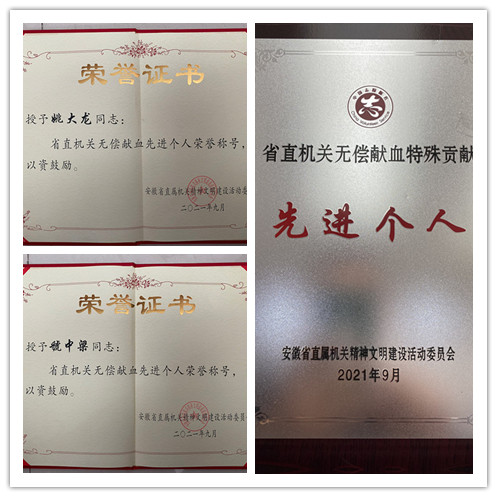 荣誉证书
授予姚大龙同志：
省直机关无偿献血先进个人荣誉称号，
以资鼓励。
安徽省直属机关精神文明建设活动委
二〇二一年九月
荣誉证书
授予虢中梁同志：
省直机关无偿献血先进个人荣誉称号，
以资鼓励。
安徽省直属机关精神文明建设活动委员
二〇二一年九月
省直机关无偿献血特殊贡献
先进个人
安徽省直属机关精神文明建设活动委员会
2021年9月